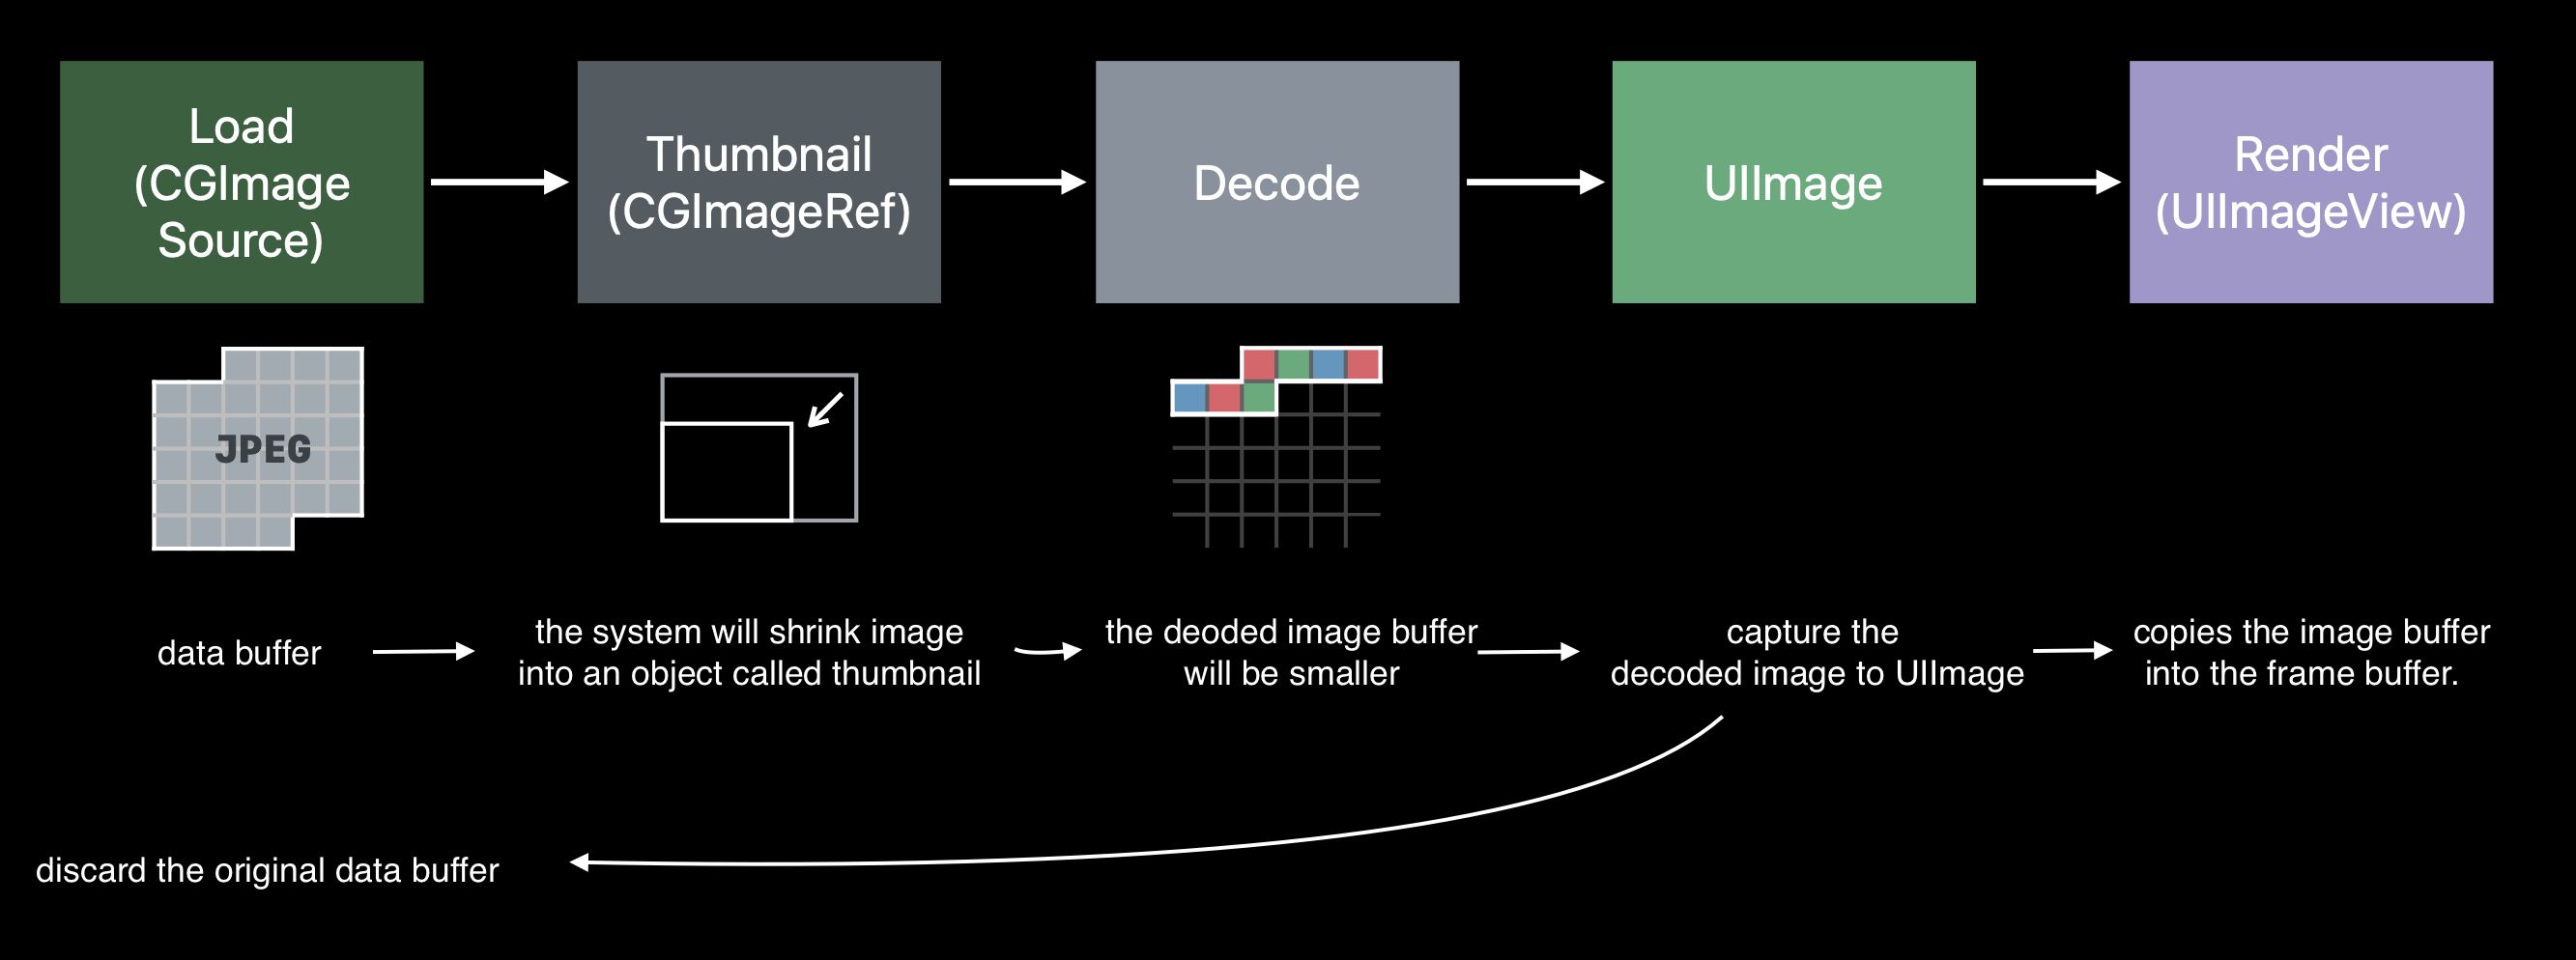 Load
(CGImage
Source)
Thumbnail
(CGImageRef)
Decode
UIImage
Render
(UIImageView)
JPEG
data buffer
the system will shrink image
into an object called thumbnail
the deoded image buffer
will be smaller
capture the
decoded image to UIImage
copies the image buffer
into the frame buffer.
discard the original data buffer